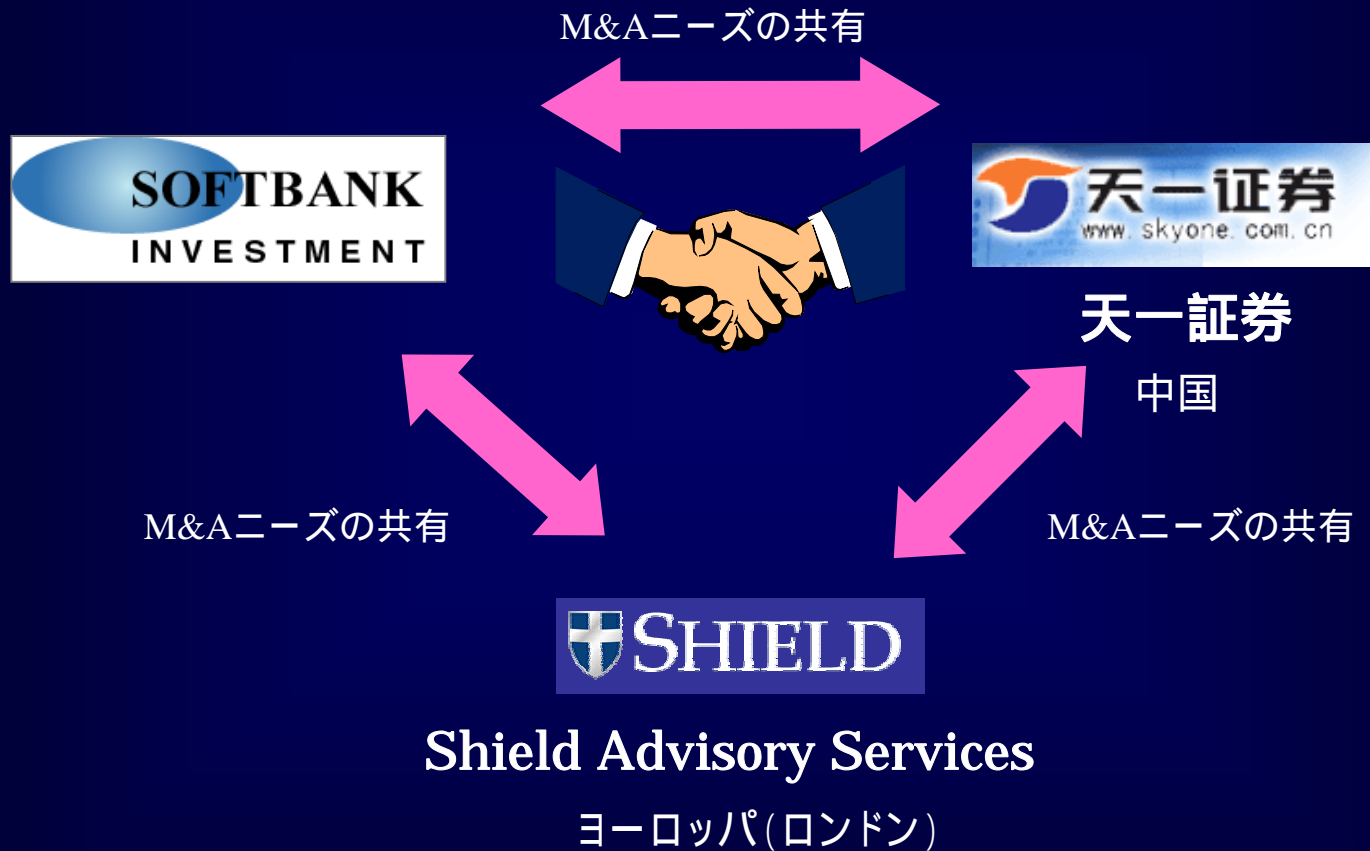 M&Aニーズの共有
SOFTBANK
INVESTMENT
天一证券
www.skyone.com.cn
天一証券
中国
M&Aニーズの共有
M&Aニーズの共有
SHIELD
Shield Advisory Services
ヨーロッパ(ロンドン)